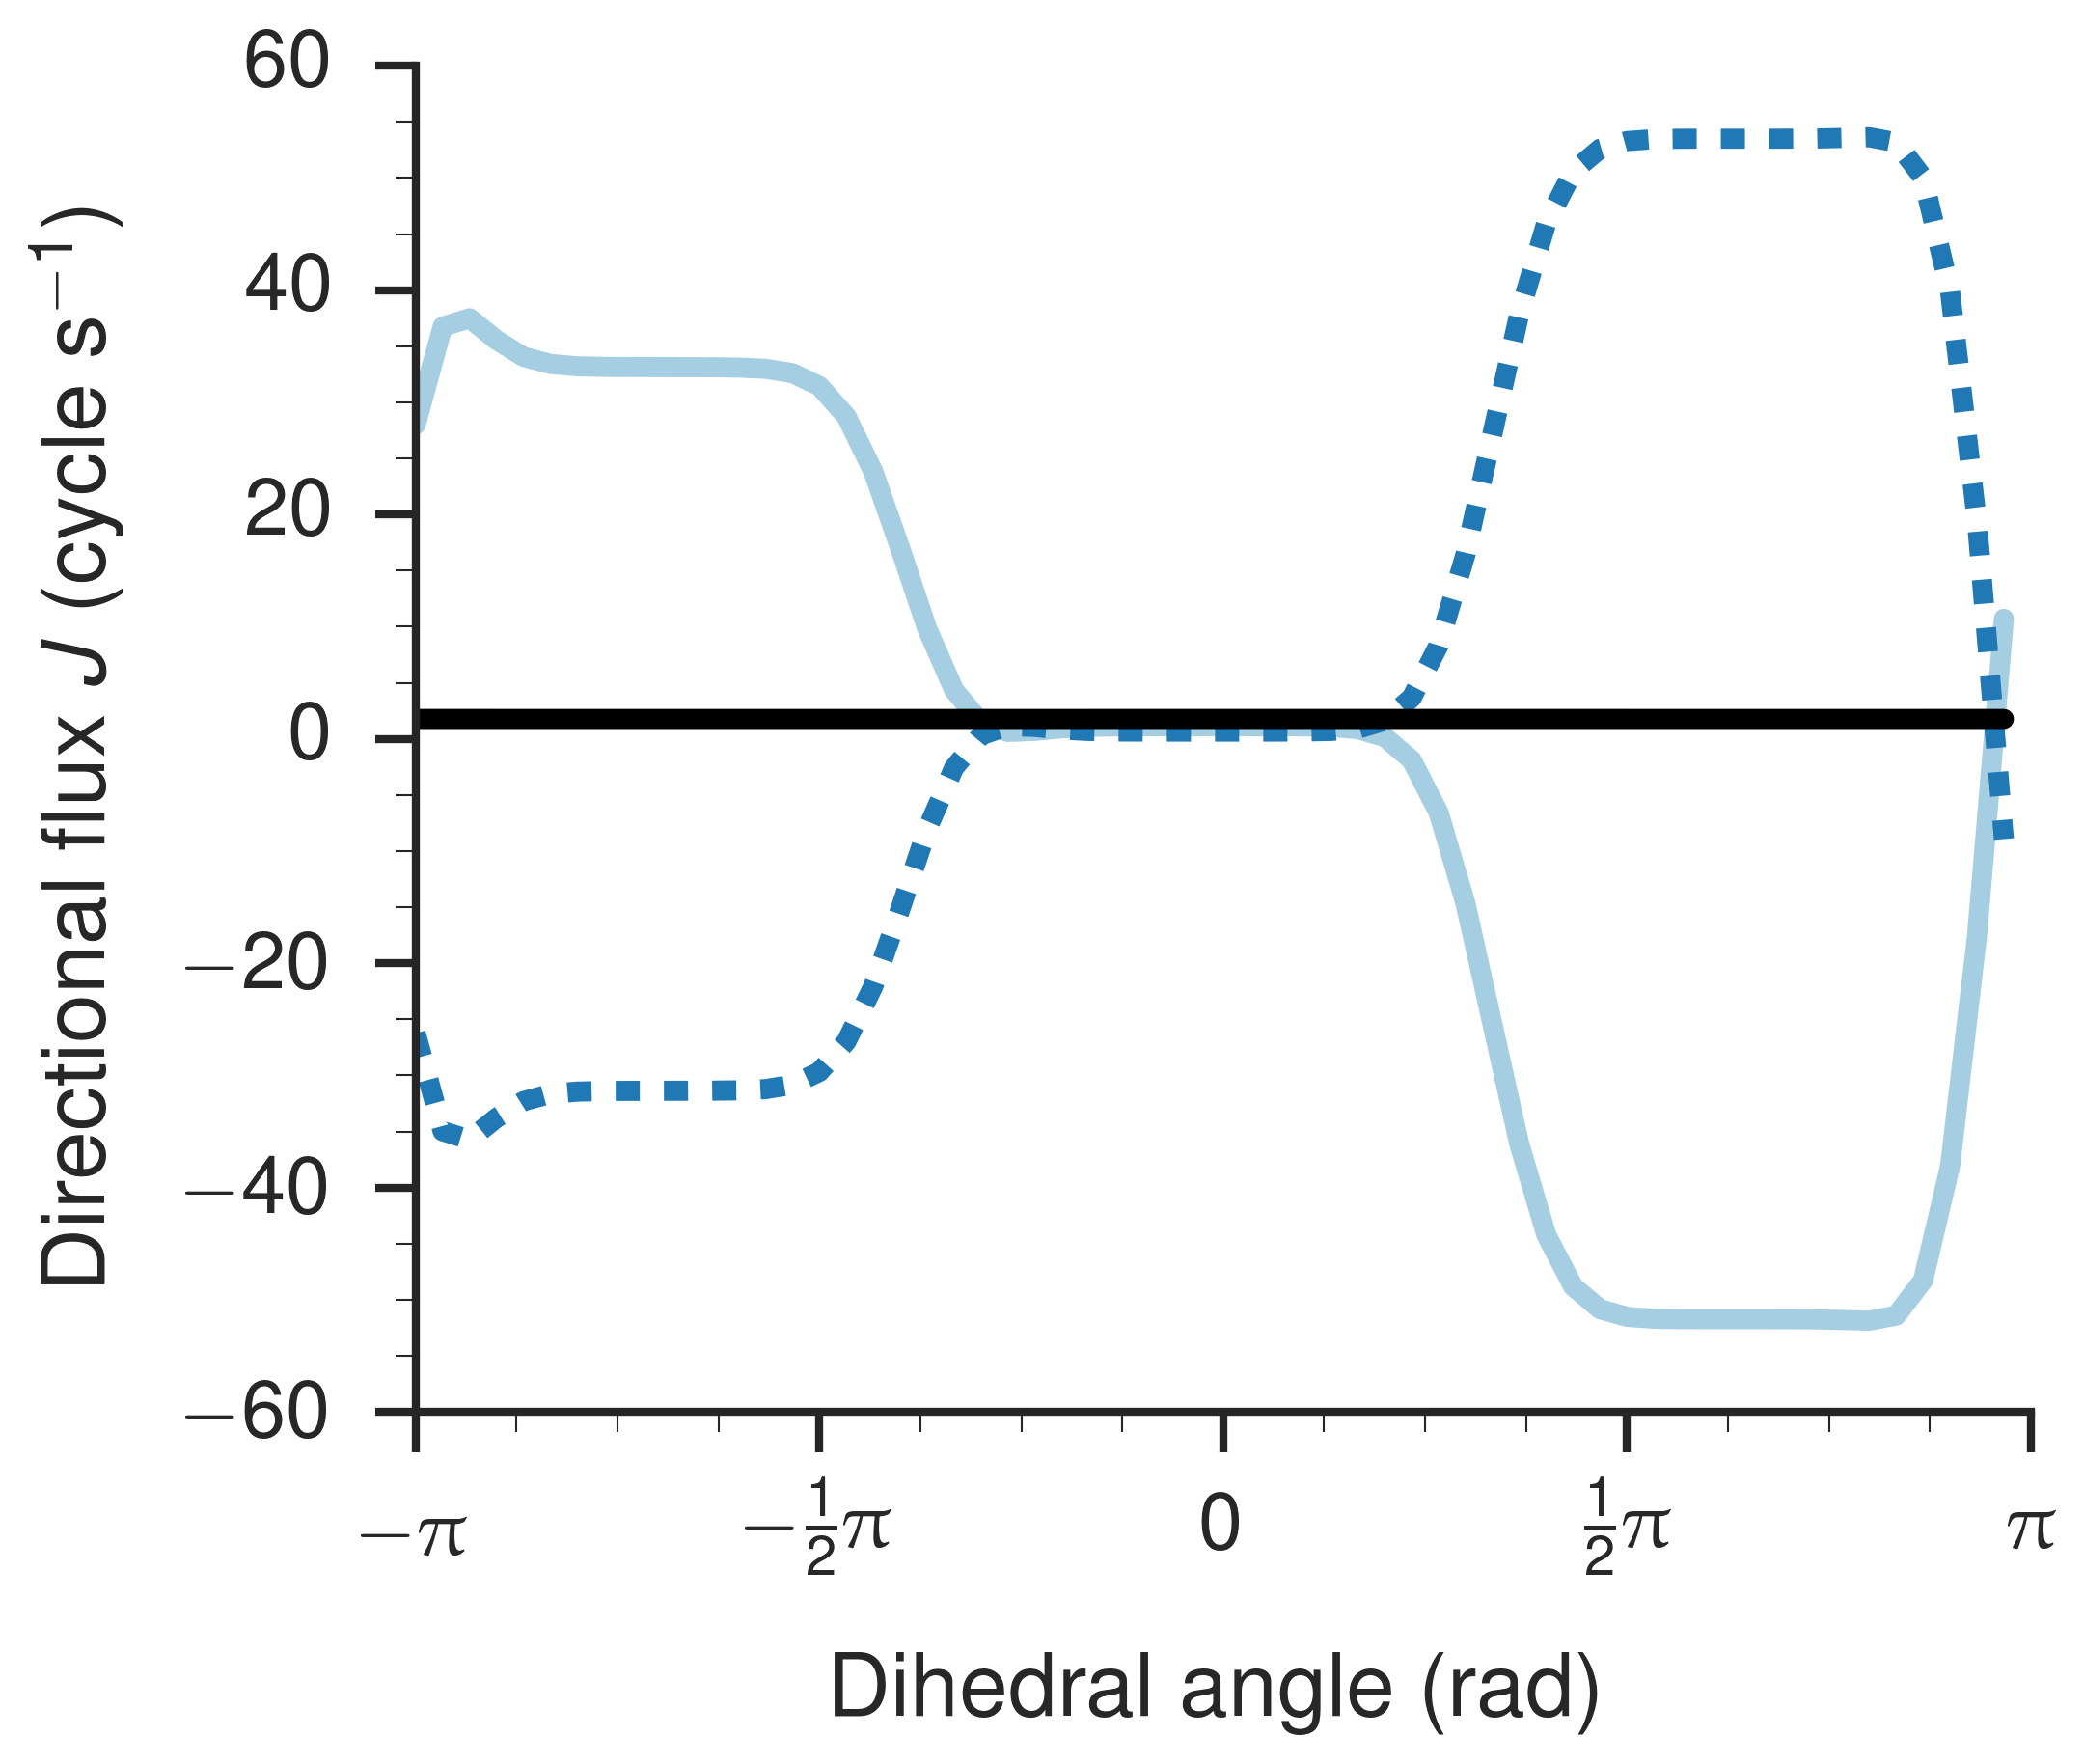 Directional flux J (cycle s⁻¹)
60
40
20
0
−20
−40
−60
−π
−½π
0
½π
π
Dihedral angle (rad)